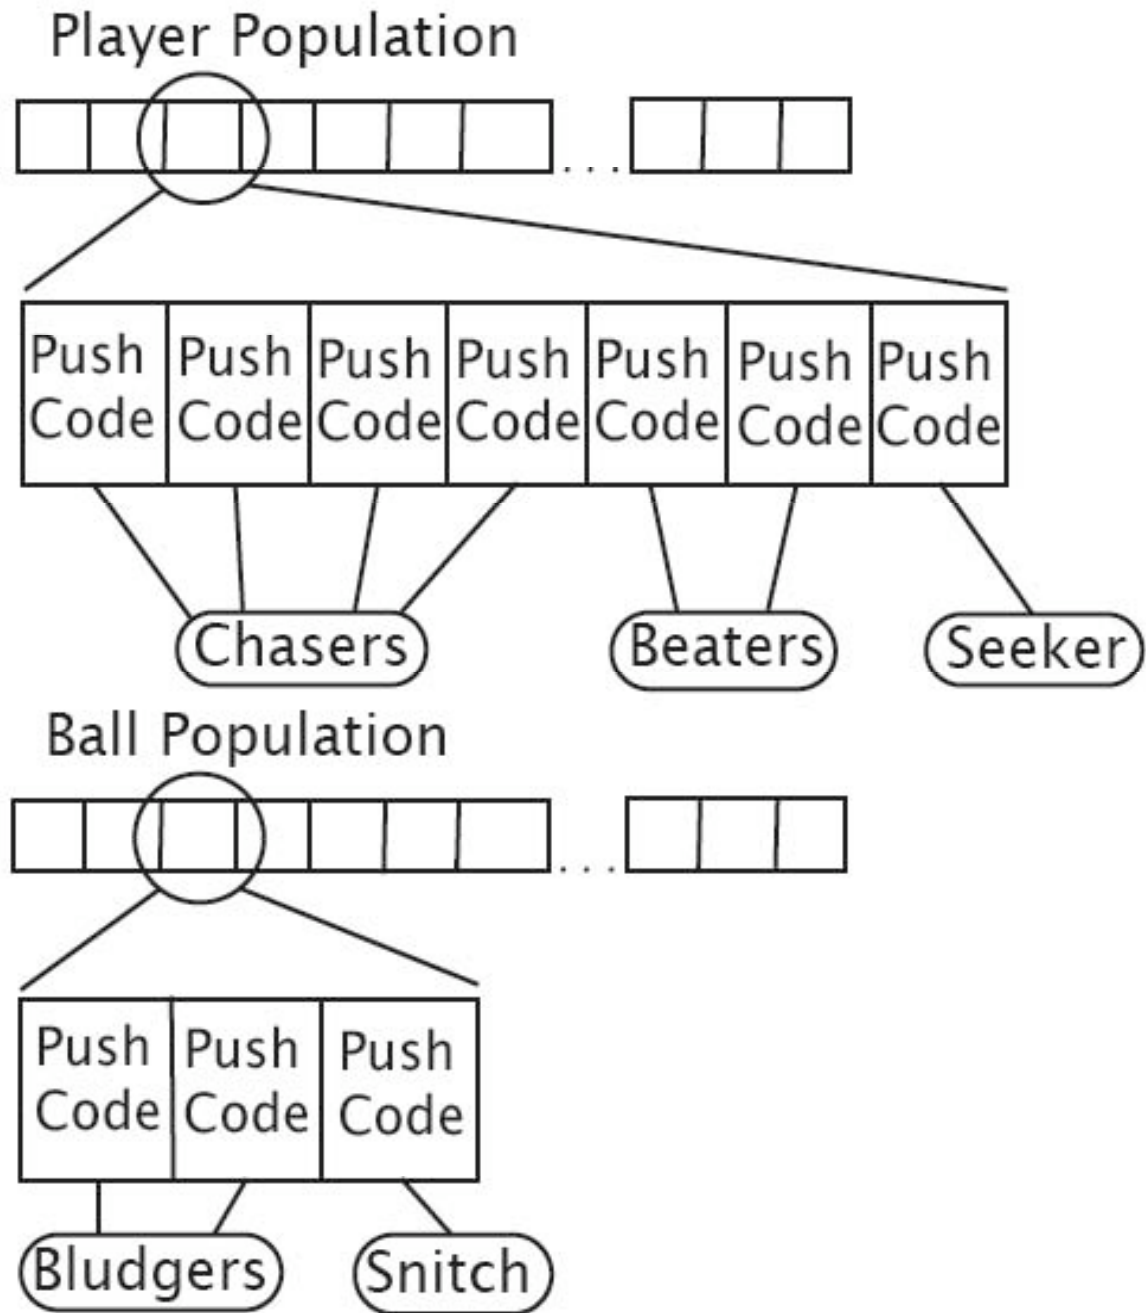 Player Population
. . .
Push Push Push Push Push Push Push
Code Code Code Code Code Code Code
Chasers Beaters Seeker
Ball Population
. . .
Push Push Push
Code Code Code
Bludgers Snitch